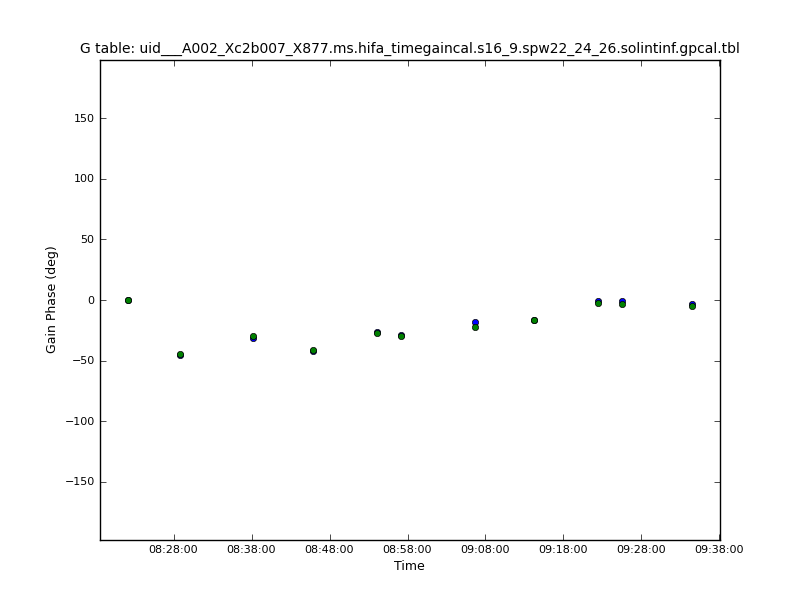 G table: uid___A002_Xc2b007_X877.ms.hifa_timegaincal.s16_9.spw22_24_26.solintinf.gpcal.tbl
Gain Phase (deg)
150
100
50
0
−50
−100
−150
08:28:00 08:38:00 08:48:00 08:58:00 09:08:00 09:18:00 09:28:00 09:38:00
Time